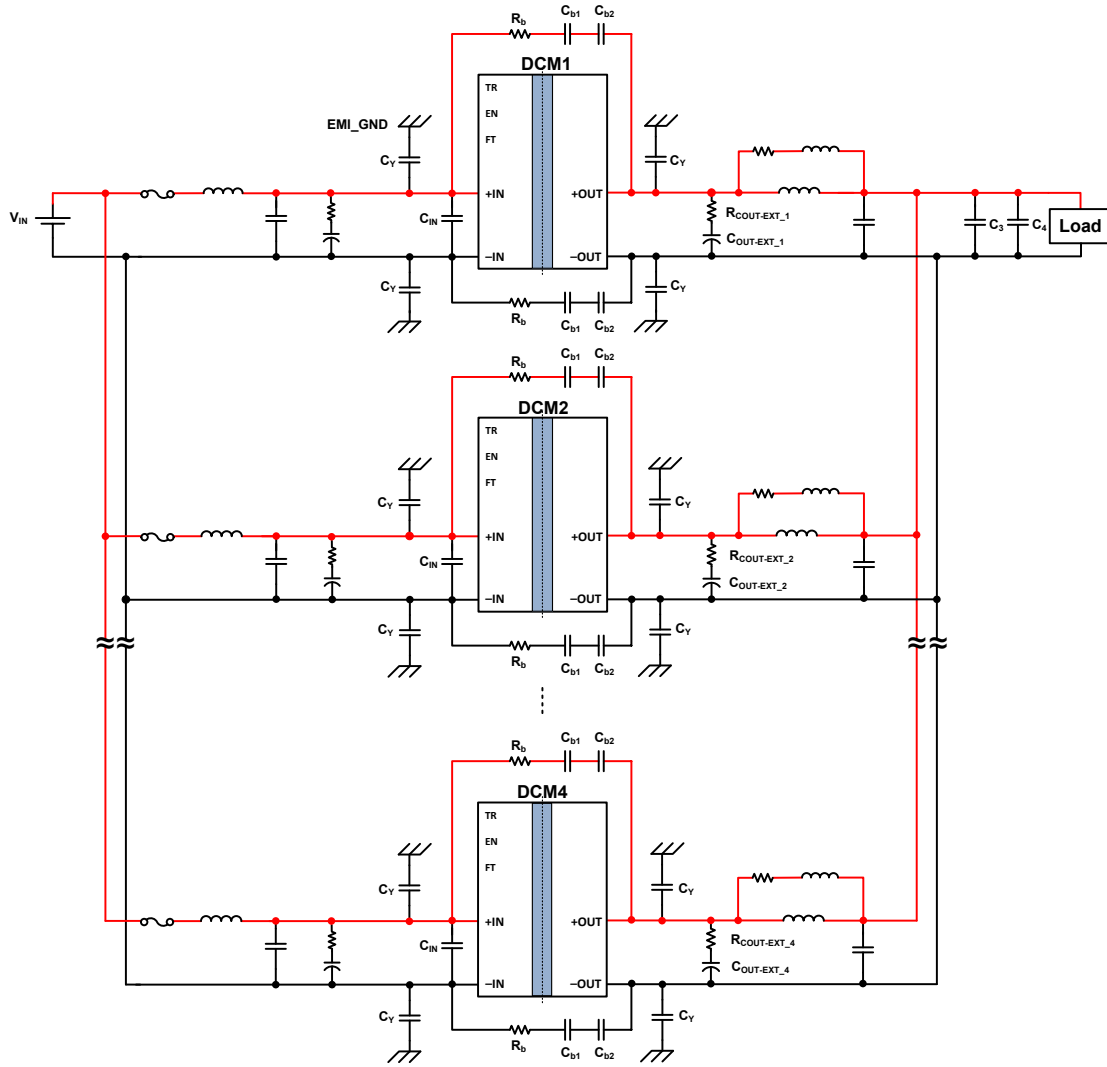 Rb Cb1 Cb2
DCM1
TR
EN
FT
EMI_GND
CY CY
VIN
+IN +OUT
CIN
RCOUT-EXT_1
COUT-EXT_1
C3 C4 Load
–IN –OUT
CY CY
Rb Cb1 Cb2
Rb Cb1 Cb2
DCM2
TR
EN
FT
CY CY
+IN +OUT
CIN
RCOUT-EXT_2
COUT-EXT_2
–IN –OUT
CY CY
Rb Cb1 Cb2
Rb Cb1 Cb2
DCM4
TR
EN
FT
CY CY
+IN +OUT
CIN
RCOUT-EXT_4
COUT-EXT_4
–IN –OUT
CY CY
Rb Cb1 Cb2